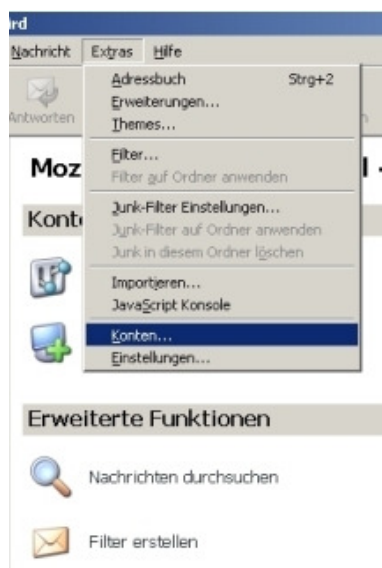 rd
Nachricht Extras Hilfe
Adressbuch Strg+2
Erweiterungen...
Antworten
Themes...
Filter...
Moz
Filter auf Ordner anwenden
Junk-Filter Einstellungen...
Kont
Junk-Filter auf Ordner anwenden
Junk in diesem Ordner löschen
Importieren...
JavaScript Konsole
Konten...
Einstellungen...
Erweiterte Funktionen
Nachrichten durchsuchen
Filter erstellen